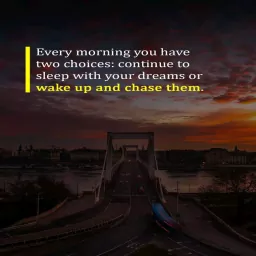 Every morning you have
two choices: continue to
sleep with your dreams or
wake up and chase them.